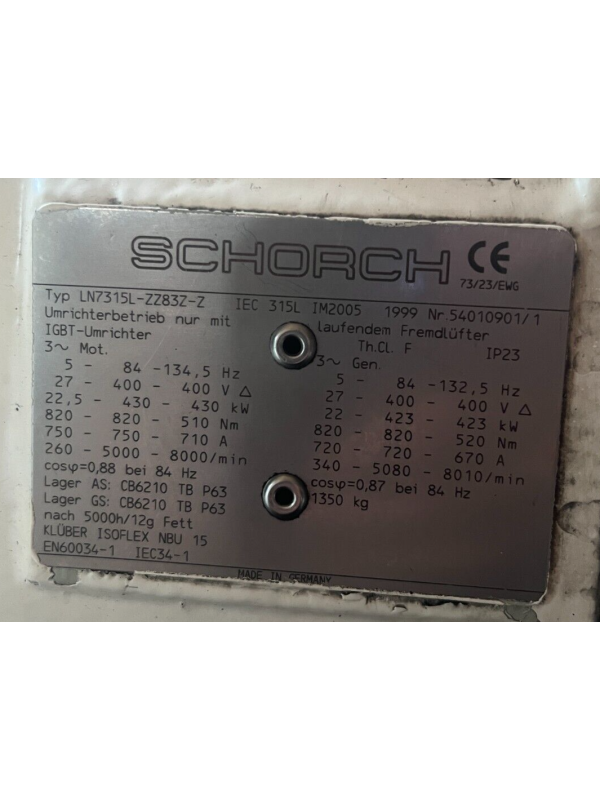 SCHORCH CE
73/23/EWG
Typ LN7315L-ZZ83Z-Z IEC 315L IM2005 1999 Nr.54010901/1
Umrichterbetrieb nur mit laufendem Fremdlüfter
IGBT-Umrichter Th.Cl. F IP23
3~ Mot.
5 - 84 -134,5 Hz
27 - 400 - 400 V △
22,5 - 430 - 430 kW
820 - 820 - 510 Nm
750 - 750 - 710 A
260 - 5000 - 8000/min
cosφ=0,88 bei 84 Hz
Lager AS: CB6210 TB P63
Lager GS: CB6210 TB P63
nach 5000h/12g Fett
KLÜBER ISOFLEX NBU 15
EN60034-1 IEC34-1
3~ Gen.
5 - 84 -132,5 Hz
27 - 400 - 400 V △
22 - 423 - 423 kW
820 - 820 - 520 Nm
720 - 720 - 670 A
340 - 5080 - 8010/min
cosφ=0,87 bei 84 Hz
1350 kg
MADE IN GERMANY